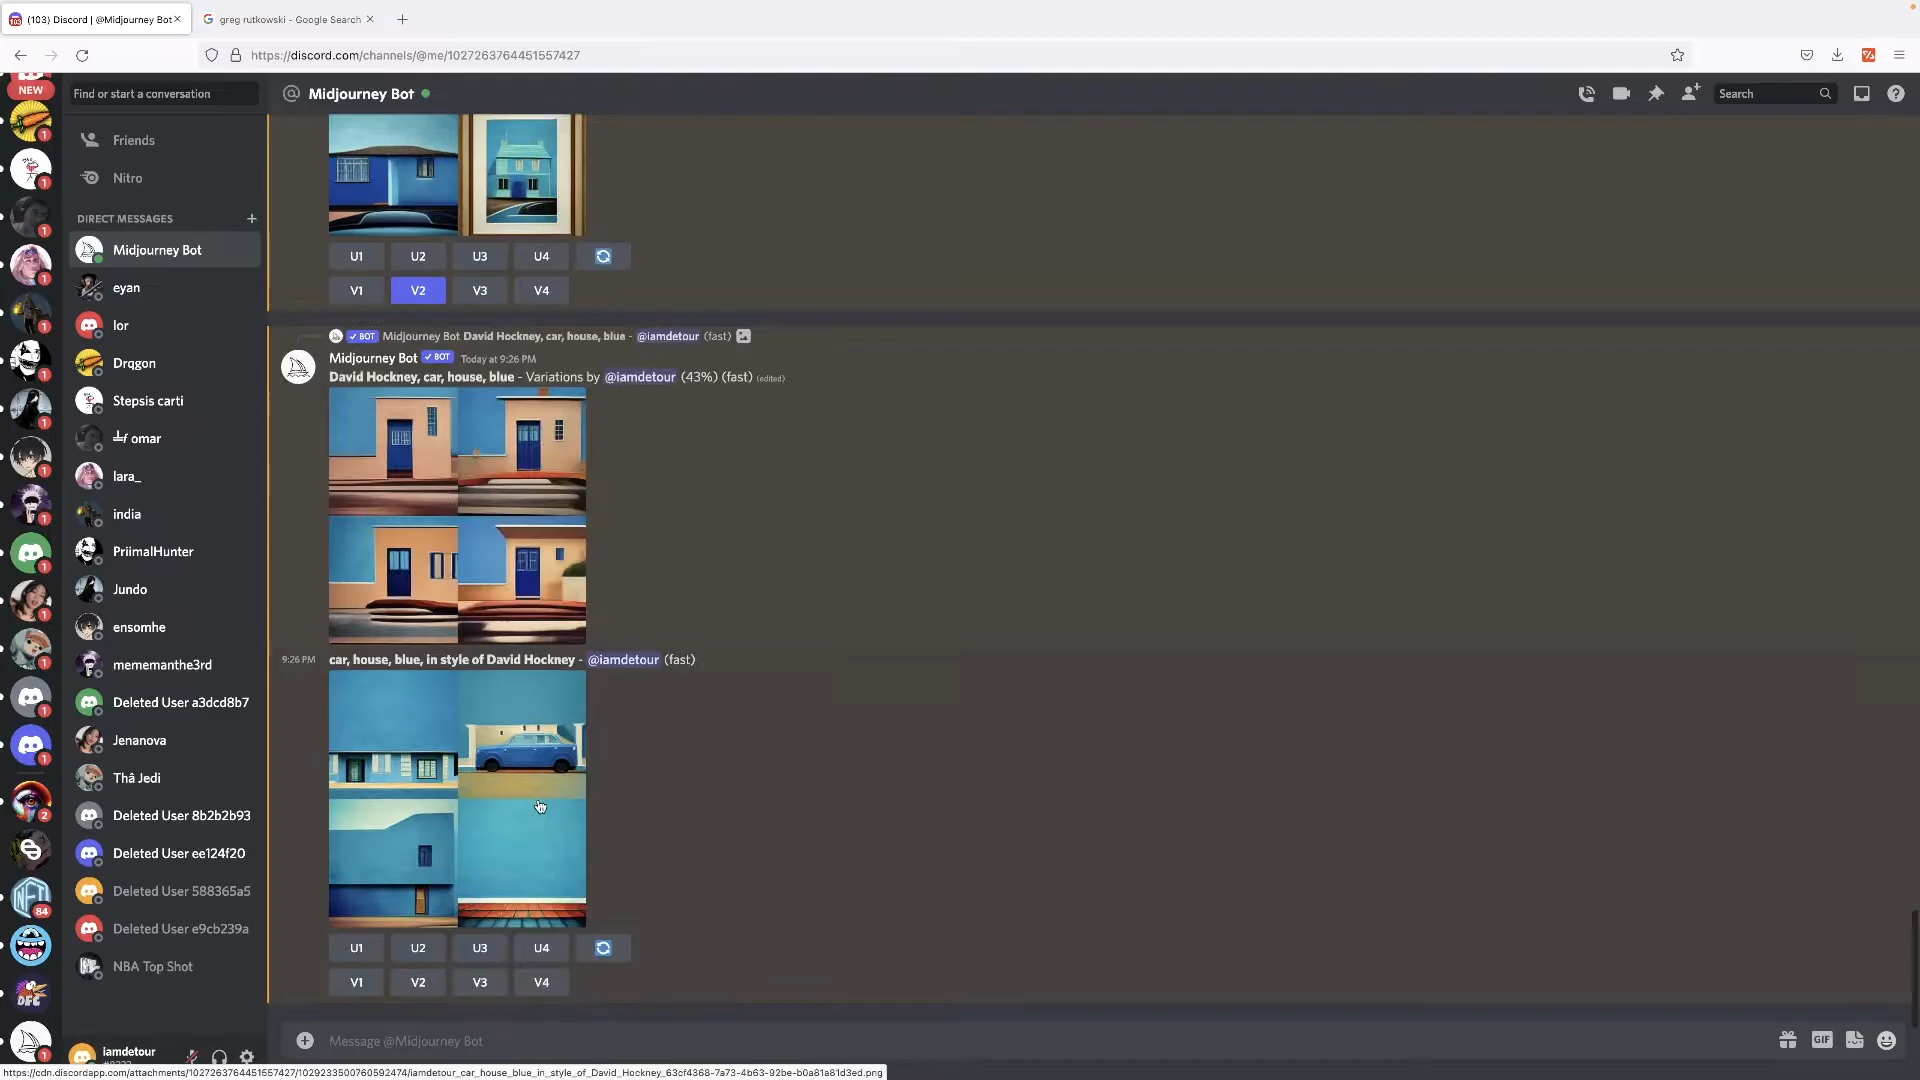 (103) Discord | @Midjourney Bot
greg rutkowski - Google Search
https://discord.com/channels/@me/1027263764451557427
NEW
Find or start a conversation
Midjourney Bot
Search
Friends
Nitro
DIRECT MESSAGES
Midjourney Bot
eyan
lor
Drqgon
Stepsis carti
omar
lara_
india
PriimalHunter
Jundo
ensomhe
mememanthe3rd
Deleted User a3dcd8b7
Jenanova
Thâ Jedi
Deleted User 8b2b2b93
Deleted User ee124f20
Deleted User 588365a5
Deleted User e9cb239a
NBA Top Shot
iamdetour
U1 U2 U3 U4
V1 V2 V3 V4
BOT Midjourney Bot David Hockney, car, house, blue - @iamdetour (fast)
Midjourney Bot BOT Today at 9:26 PM
David Hockney, car, house, blue - Variations by @iamdetour (43%) (fast) (edited)
9:26 PM car, house, blue, in style of David Hockney - @iamdetour (fast)
U1 U2 U3 U4
V1 V2 V3 V4
Message @Midjourney Bot
GIF
https://cdn.discordapp.com/attachments/1027263764451557427/1029233500760592474/iamdetour_car_house_blue_in_style_of_David_Hockney_63cf4368-7a73-4b63-92be-b0a81a81d3ed.png